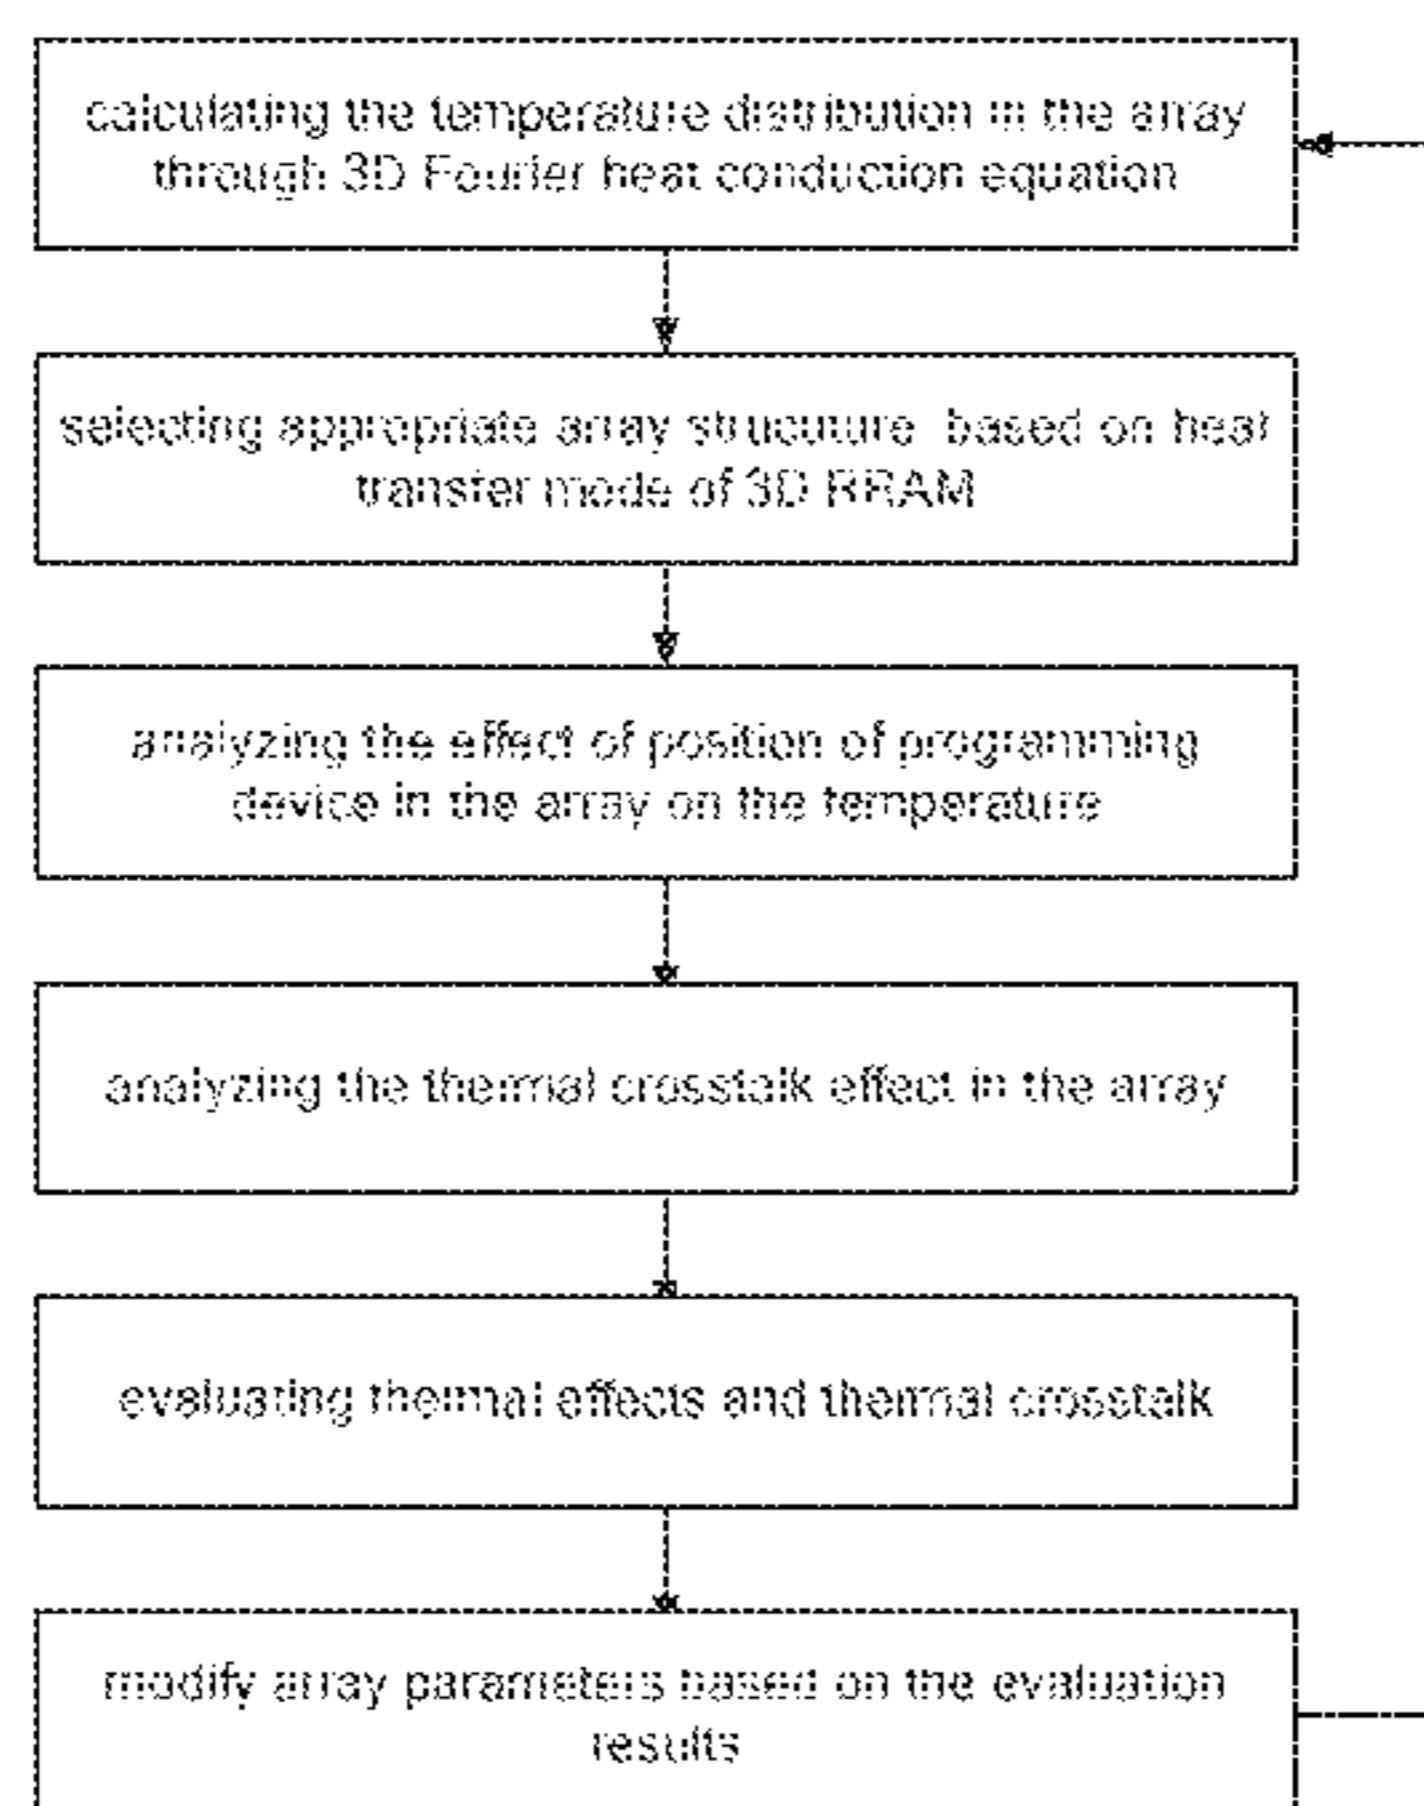 calculating the temperature distribution in the array
through 3D Fourier heat conduction equation
selecting appropriate array strucuture based on heat
transfer mode of 3D RRAM
analyzing the effect of position of programming
device in the array on the temperature
analyzing the thermal crosstalk effect in the array
evaluating thermal effects and thermal crosstalk
modify array parameters based on the evaluation
results